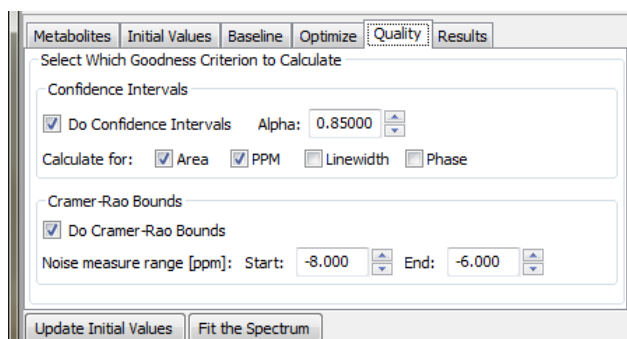 Metabolites Initial Values Baseline Optimize Quality Results
Select Which Goodness Criterion to Calculate
Confidence Intervals
Do Confidence Intervals Alpha: 0.85000
Calculate for: Area PPM Linewidth Phase
Cramer-Rao Bounds
Do Cramer-Rao Bounds
Noise measure range [ppm]: Start: -8.000 End: -6.000
Update Initial Values Fit the Spectrum